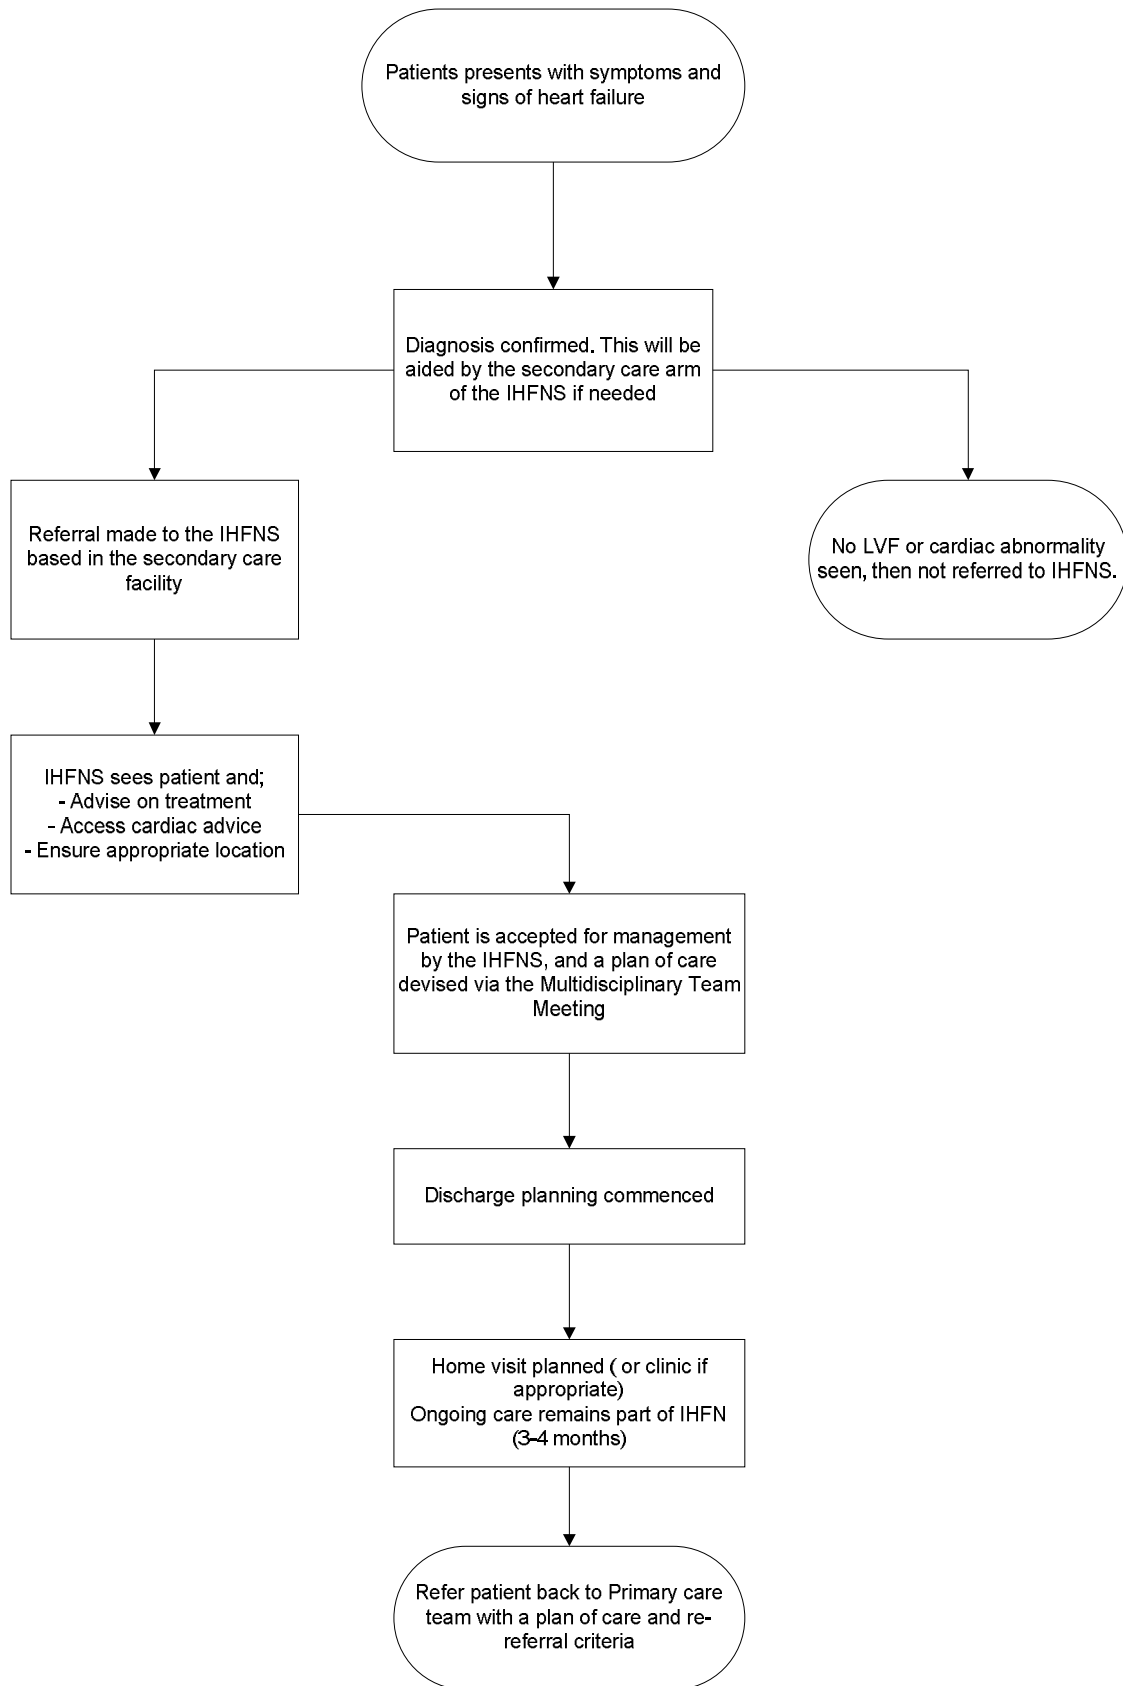 Patients presents with symptoms and
signs of heart failure
Diagnosis confirmed. This will be
aided by the secondary care arm
of the IHFNS if needed
Referral made to the IHFNS
based in the secondary care
facility
No LVF or cardiac abnormality
seen, then not referred to IHFNS.
IHFNS sees patient and;
- Advise on treatment
- Access cardiac advice
- Ensure appropriate location
Patient is accepted for management
by the IHFNS, and a plan of care
devised via the Multidisciplinary Team
Meeting
Discharge planning commenced
Home visit planned ( or clinic if
appropriate)
Ongoing care remains part of IHFN
(3-4 months)
Refer patient back to Primary care
team with a plan of care and re-
referral criteria